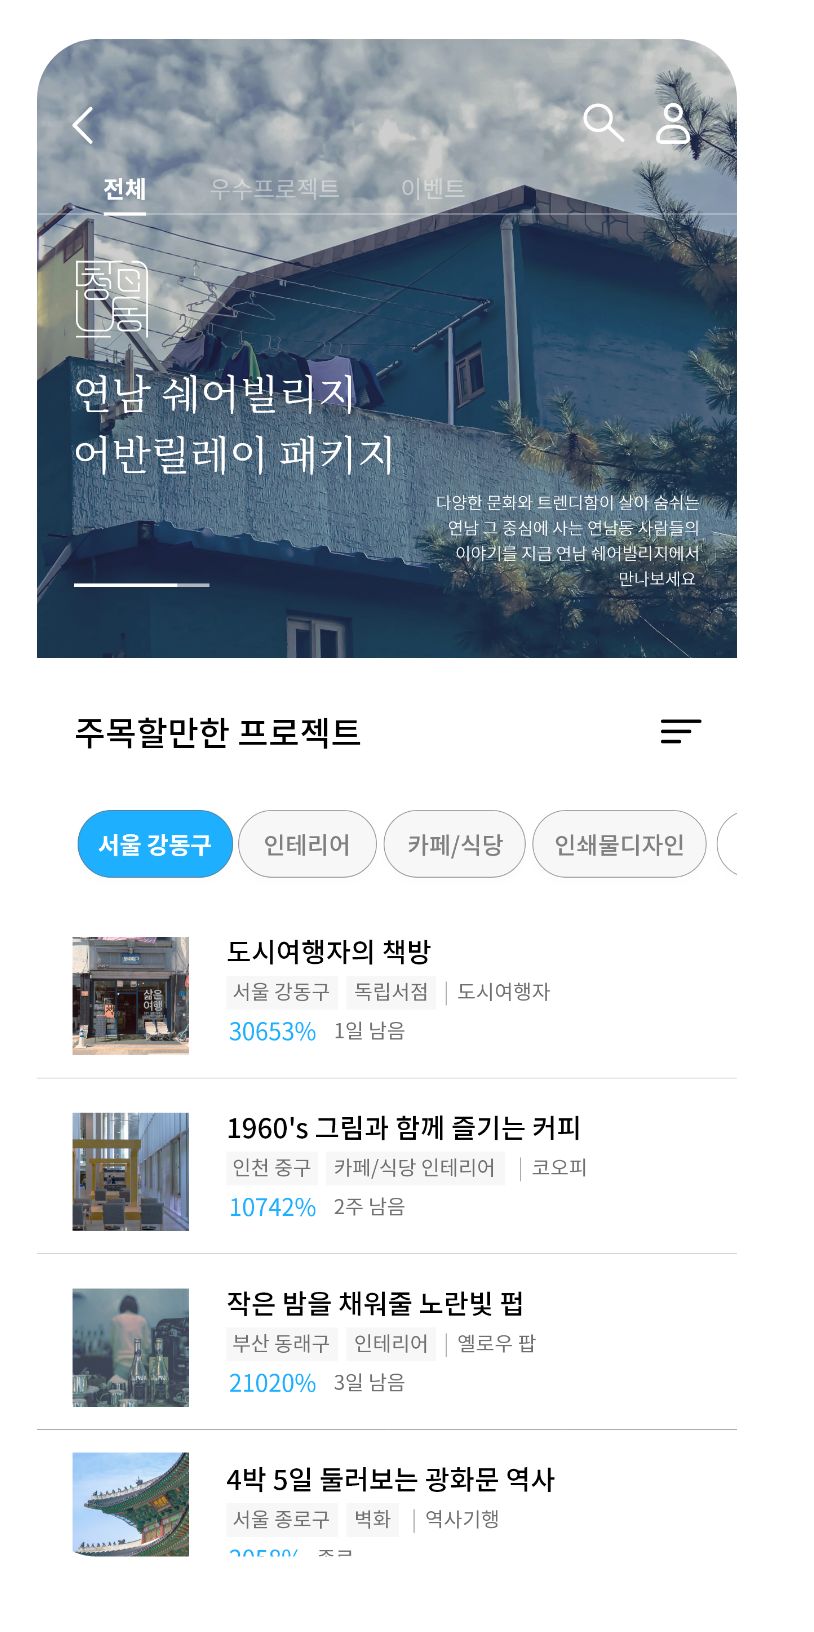 전체 우수프로젝트 이벤트
연남 쉐어빌리지
어반릴레이 패키지
다양한 문화와 트렌디함이 살아 숨쉬는
연남 그 중심에 사는 연남동 사람들의
이야기를 지금 연남 쉐어빌리지에서
만나보세요
주목할만한 프로젝트
서울 강동구 인테리어 카페/식당 인쇄물디자인
도시여행자의 책방
삶은
여행
서울 강동구 독립서점 | 도시여행자
30653% 1일 남음
1960's 그림과 함께 즐기는 커피
인천 중구 카페/식당 인테리어 | 코오피
10742% 2주 남음
작은 밤을 채워줄 노란빛 펍
부산 동래구 인테리어 | 옐로우 팝
21020% 3일 남음
4박 5일 둘러보는 광화문 역사
서울 종로구 벽화 | 역사기행